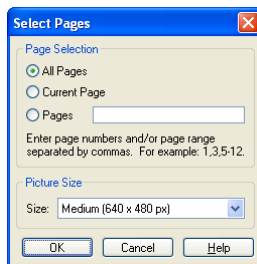 Select Pages
Page Selection
All Pages
Current Page
Pages
Enter page numbers and/or page range
separated by commas. For example: 1,3,5-12.
Picture Size
Size: Medium (640 x 480 px)
OK Cancel Help